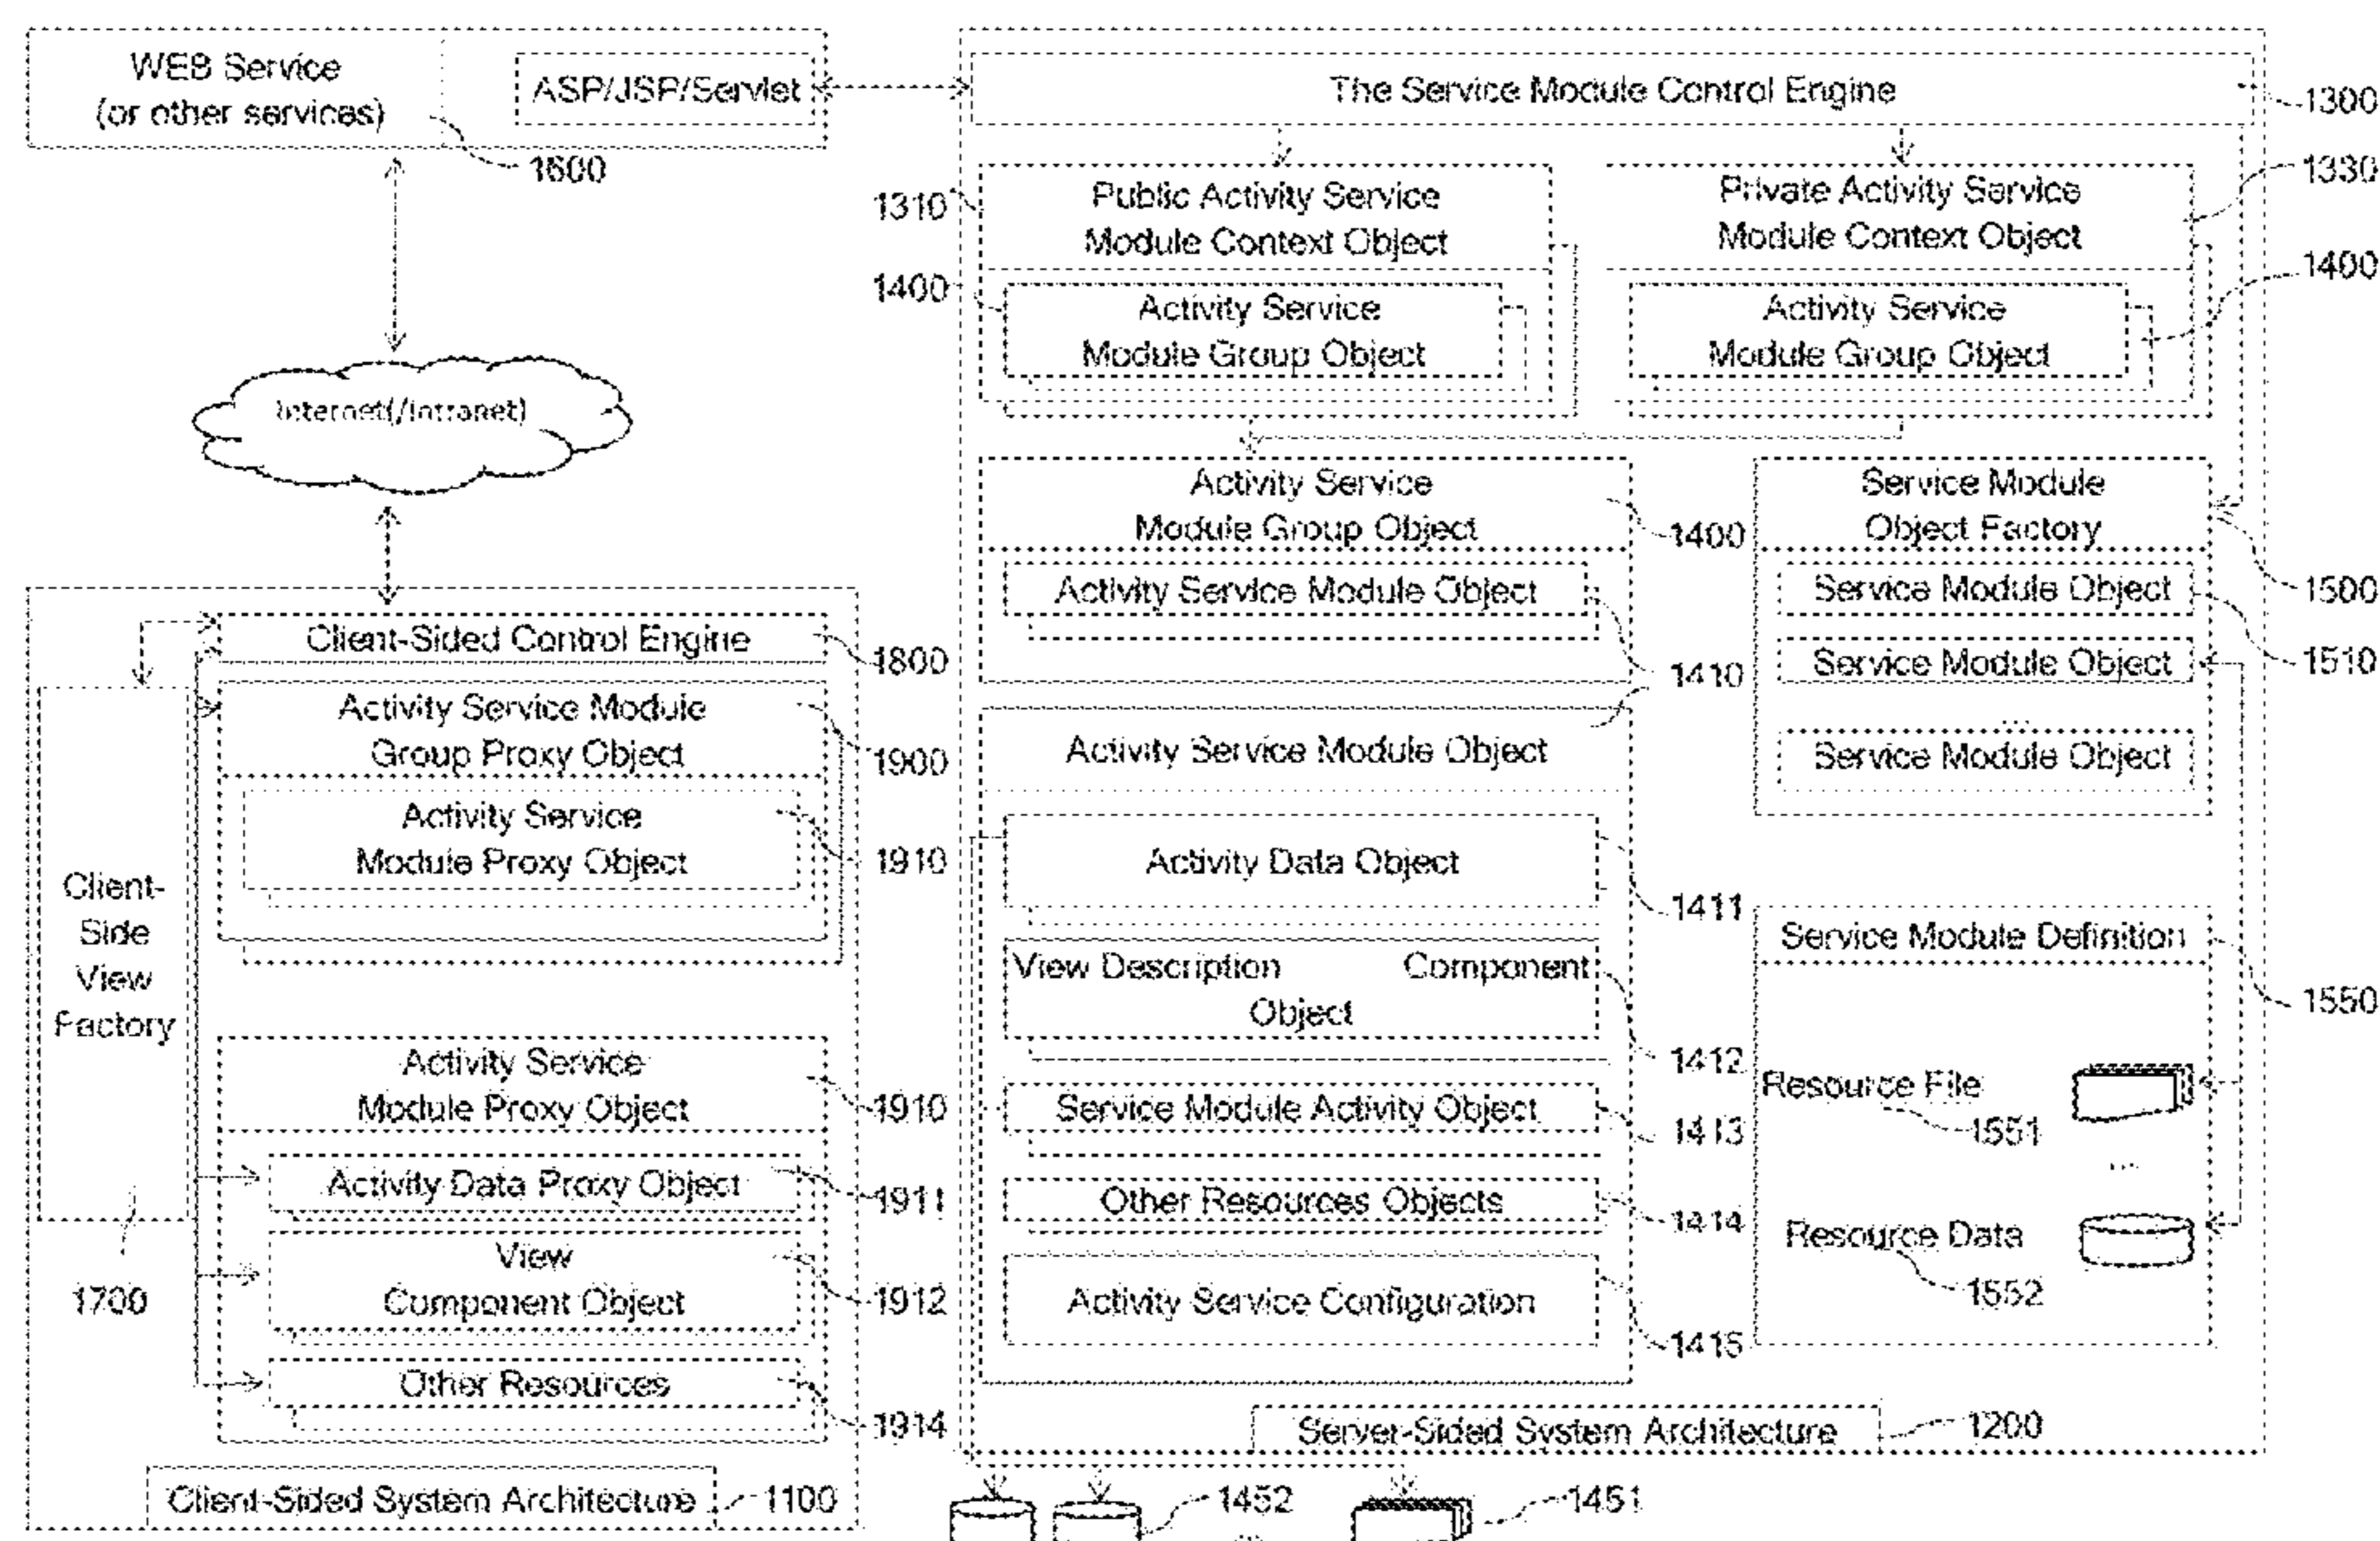 WEB Service
(or other services)
ASP/JSP/Servlet
1600
The Service Module Control Engine
1300
1310
Public Activity Service
Module Context Object
1400
Activity Service
Module Group Object
Private Activity Service
Module Context Object
1330
1400
Activity Service
Module Group Object
Internet(/Intranet)
Activity Service
Module Group Object
1400
Activity Service Module Object
1410
Service Module
Object Factory
1500
Service Module Object
1510
Service Module Object
...
Service Module Object
Client-Sided Control Engine
1800
Activity Service Module
Group Proxy Object
1900
Activity Service
Module Proxy Object
1910
Client-
Side
View
Factory
1700
Activity Service
Module Proxy Object
1910
Activity Data Proxy Object
1911
View
Component Object
1912
Other Resources
1914
Client-Sided System Architecture
1100
Activity Service Module Object
Activity Data Object
1411
View Description Component
Object
1412
Service Module Activity Object
1413
Other Resources Objects
1414
Activity Service Configuration
1415
Service Module Definition
1550
Resource File
1551
...
Resource Data
1552
Server-Sided System Architecture
1200
1452
...
1451